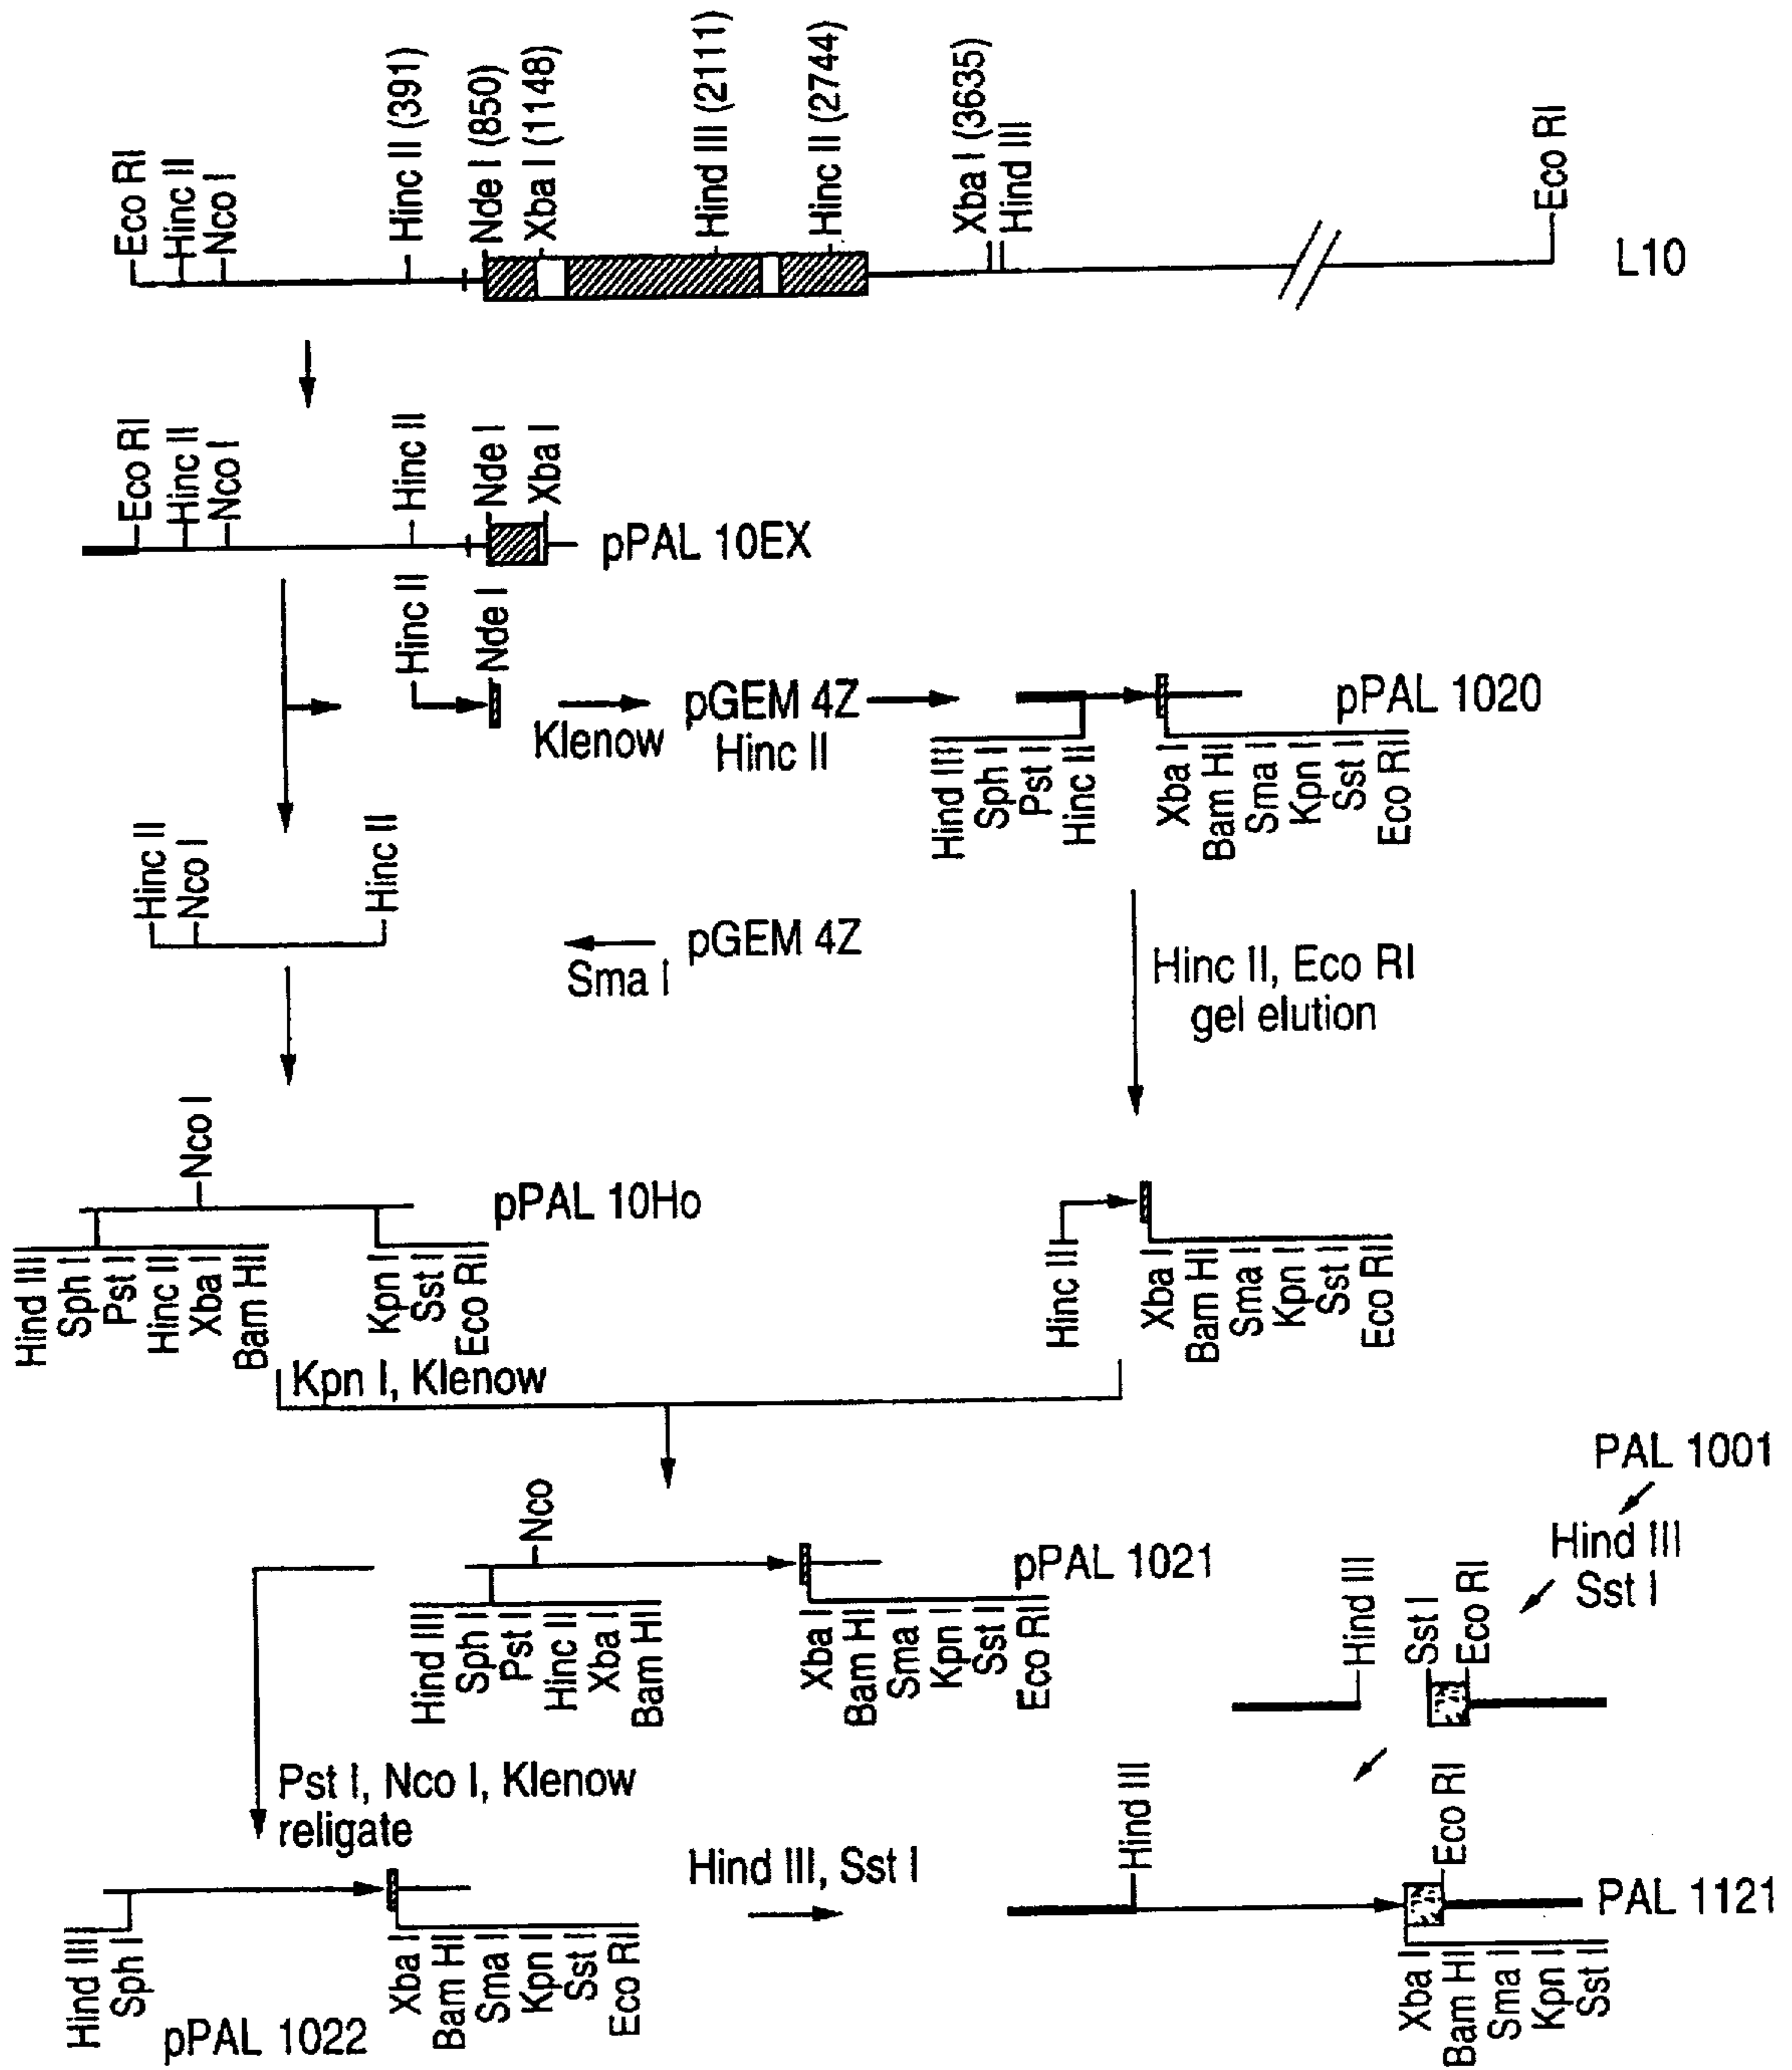 Eco RI
Hinc II
Nco I
Hinc II (391)
Nde I (850)
Xba I (1148)
Hind III (2111)
Hinc II (2744)
Xba I (3635)
Hind III
Eco RI
L10
Eco RI
Hinc II
Nco I
Hinc II
Nde I
Xba I
pPAL 10EX
Hinc II
Nde I
Klenow
pGEM 4Z
Hinc II
pPAL 1020
Hind III
Sph I
Pst I
Hinc II
Xba I
Bam HI
Sma I
Kpn I
Sst I
Eco RI
Hinc II
Nco I
Hinc II
pGEM 4Z
Sma I
Hinc II, Eco RI
gel elution
Nco I
pPAL 10Ho
Hind III
Sph I
Pst I
Hinc II
Xba I
Bam HI
Kpn I
Sst I
Eco RI
Hinc II
Xba I
Bam HI
Sma I
Kpn I
Sst I
Eco RI
Kpn I, Klenow
Nco
pPAL 1021
Hind III
Sph I
Pst I
Hinc II
Xba I
Bam HI
Xba I
Bam HI
Sma I
Kpn I
Sst I
Eco RI
PAL 1001
Hind III
Sst I
Hind III
Sst I
Eco RI
Pst I, Nco I, Klenow
religate
Hind III, Sst I
Hind III
Eco RI
PAL 1121
Xba I
Bam HI
Sma I
Kpn I
Sst I
Hind III
Sph I
Xba I
Bam HI
Sma I
Kpn I
Sst I
Eco RI
pPAL 1022